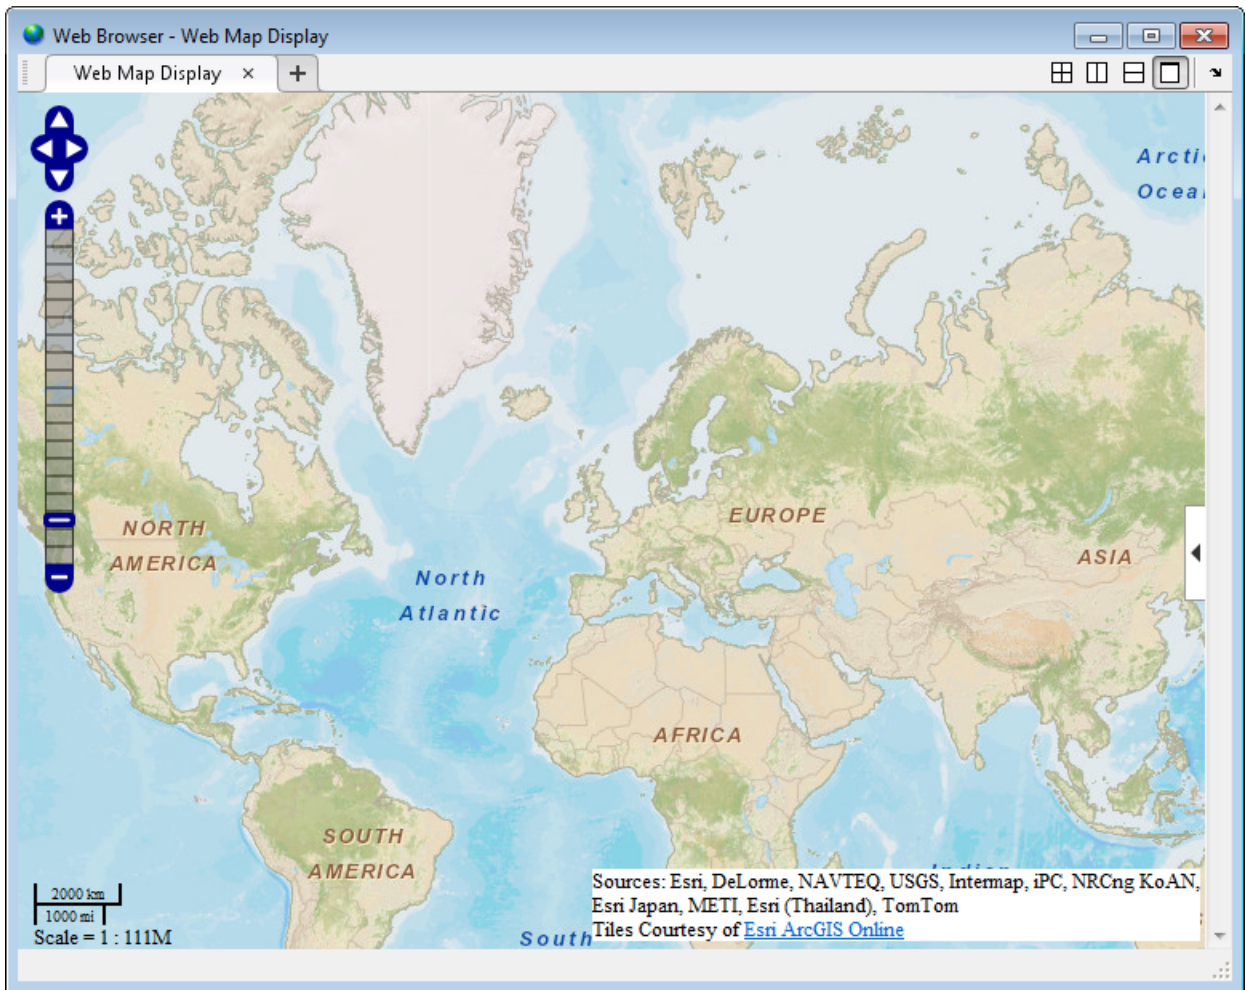 Web Browser - Web Map Display
Web Map Display
Arctic
Ocea
NORTH
AMERICA
EUROPE
ASIA
North
Atlantic
AFRICA
SOUTH
AMERICA
Indian
South
2000 km
1000 mi
Scale = 1 : 111M
Sources: Esri, DeLorme, NAVTEQ, USGS, Intermap, iPC, NRCng KoAN,
Esri Japan, METI, Esri (Thailand), TomTom
Tiles Courtesy of Esri ArcGIS Online